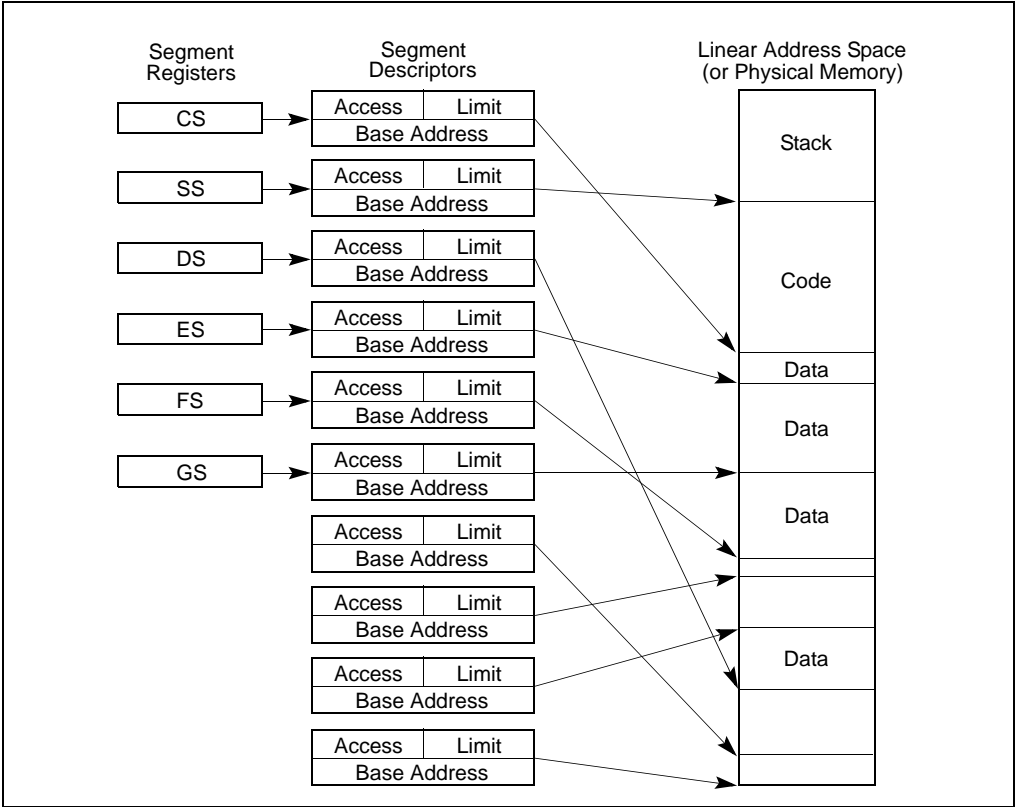 Segment
Registers
Segment
Descriptors
Linear Address Space
(or Physical Memory)
CS
Access Limit
Base Address
Stack
SS
Access Limit
Base Address
DS
Access Limit
Base Address
Code
ES
Access Limit
Base Address
Data
FS
Access Limit
Base Address
Data
GS
Access Limit
Base Address
Data
Access Limit
Base Address
Access Limit
Base Address
Access Limit
Base Address
Data
Access Limit
Base Address